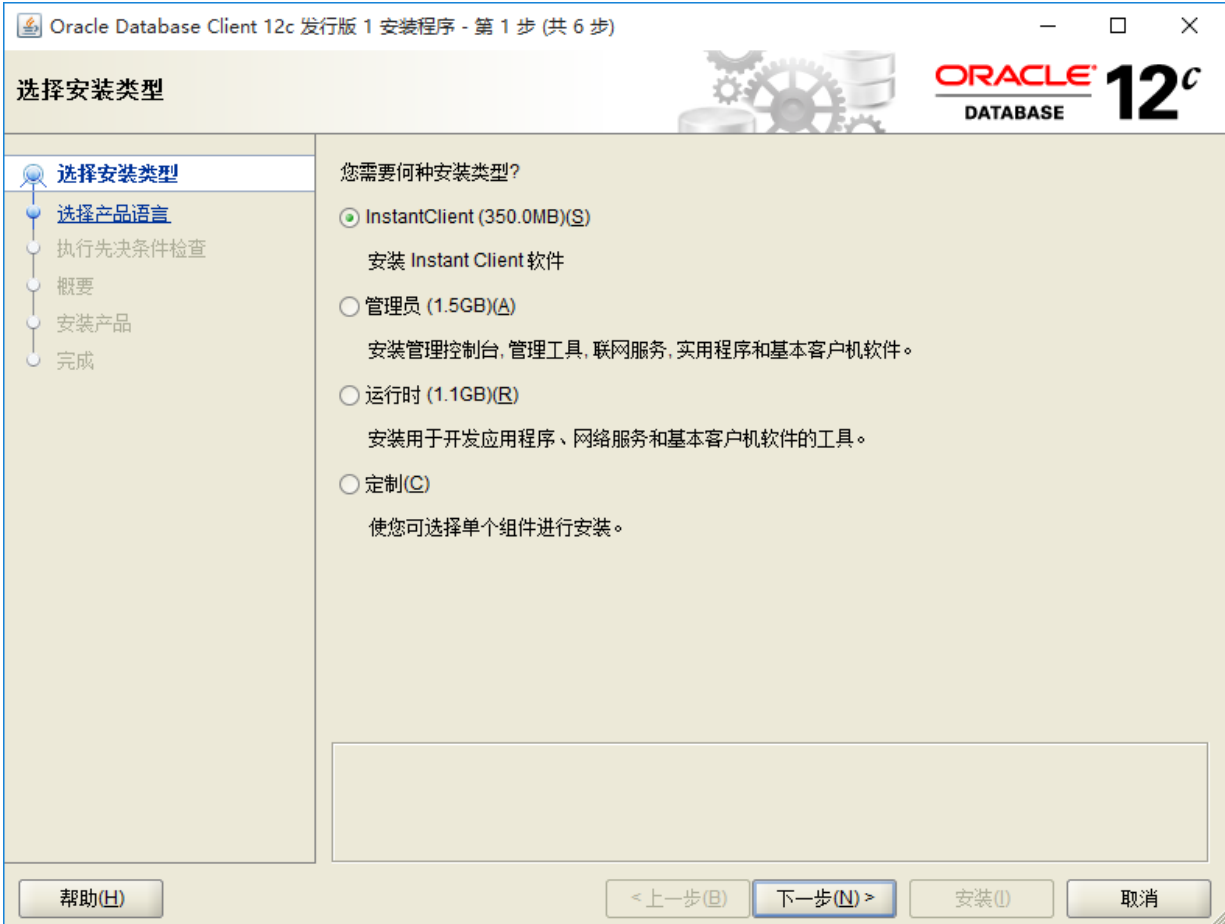 Oracle Database Client 12c 发行版 1 安装程序 - 第 1 步 (共 6 步)
选择安装类型
ORACLE
DATABASE
12c
选择安装类型
选择产品语言
执行先决条件检查
概要
安装产品
完成
您需要何种安装类型?
InstantClient (350.0MB)(S)
安装 Instant Client 软件
管理员 (1.5GB)(A)
安装管理控制台, 管理工具, 联网服务, 实用程序和基本客户机软件。
运行时 (1.1GB)(R)
安装用于开发应用程序、网络服务和基本客户机软件的工具。
定制(C)
使您可选择单个组件进行安装。
帮助(H)
< 上一步(B)
下一步(N) >
安装(I)
取消